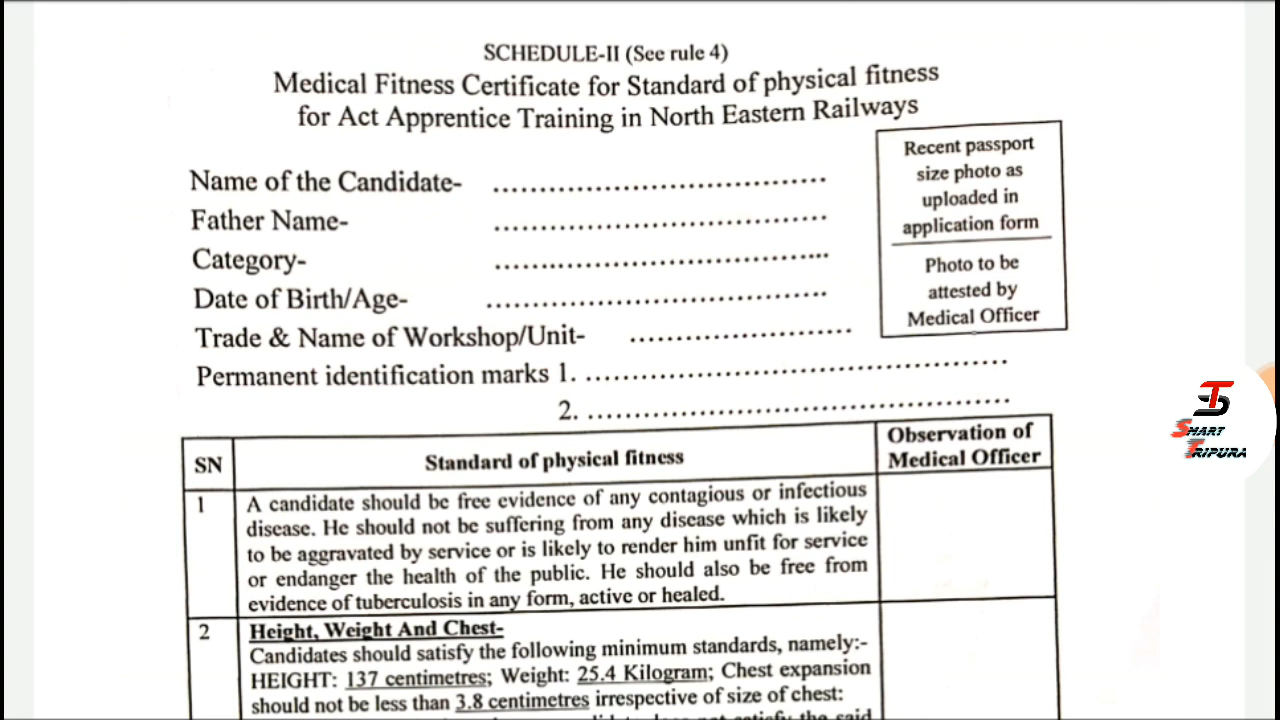 SCHEDULE-II (See rule 4)
Medical Fitness Certificate for Standard of physical fitness
for Act Apprentice Training in North Eastern Railways
Recent passport
size photo as
uploaded in
application form
Photo to be
attested by
Medical Officer
Name of the Candidate- ....................................
Father Name- ....................................
Category- ....................................
Date of Birth/Age- .....................................
Trade & Name of Workshop/Unit- ........................
Permanent identification marks 1. ..............................................
2. ..............................................
SN Standard of physical fitness Observation of
Medical Officer
1 A candidate should be free evidence of any contagious or infectious
disease. He should not be suffering from any disease which is likely
to be aggravated by service or is likely to render him unfit for service
or endanger the health of the public. He should also be free from
evidence of tuberculosis in any form, active or healed.
2 Height, Weight And Chest-
Candidates should satisfy the following minimum standards, namely:-
HEIGHT: 137 centimetres; Weight: 25.4 Kilogram; Chest expansion
should not be less than 3.8 centimetres irrespective of size of chest:
SMART
TRIPURA